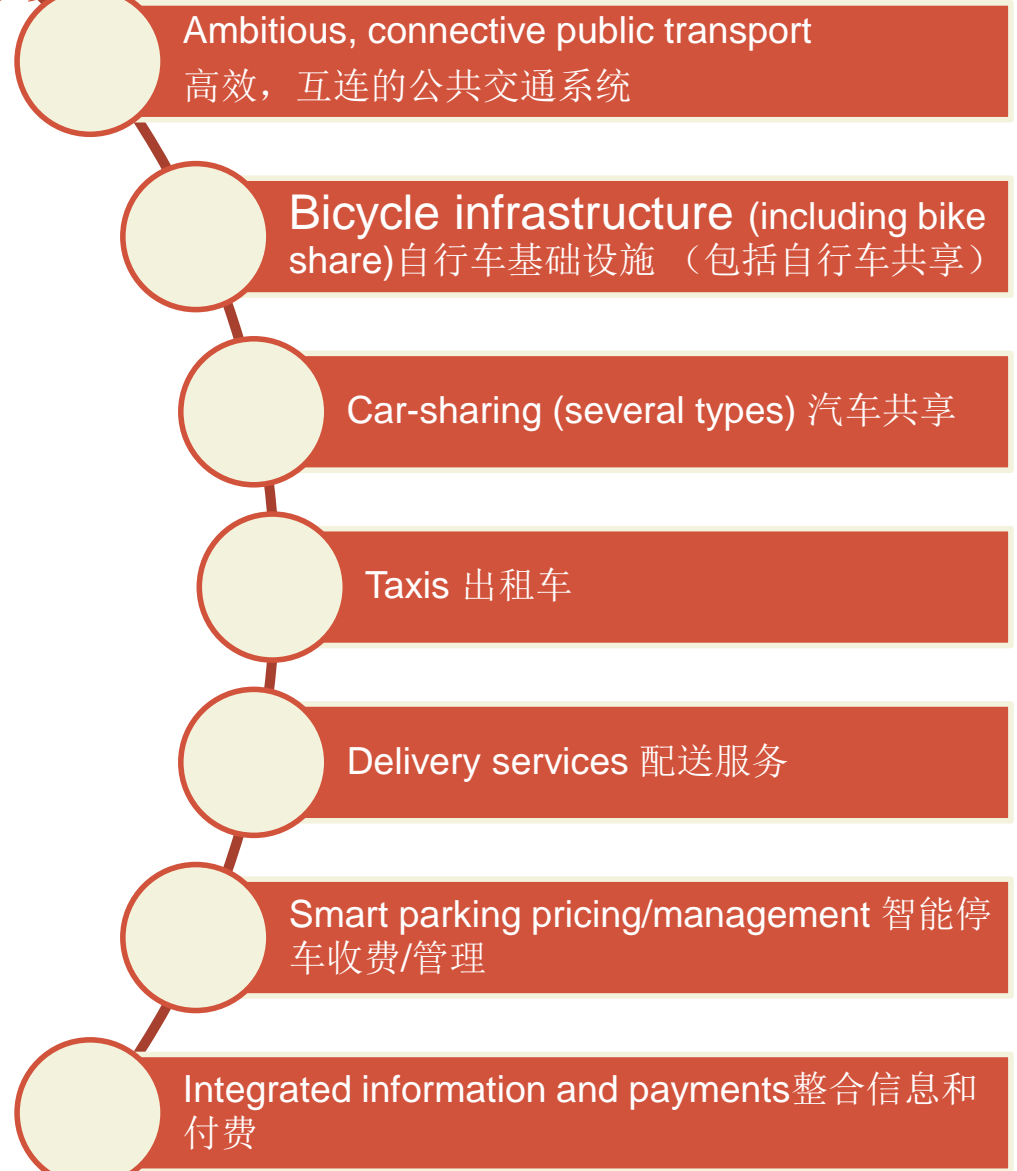 Ambitious, connective public transport
高效，互连的公共交通系统
Bicycle infrastructure (including bike
share)自行车基础设施 （包括自行车共享）
Car-sharing (several types) 汽车共享
Taxis 出租车
Delivery services 配送服务
Smart parking pricing/management 智能停
车收费/管理
Integrated information and payments整合信息和
付费